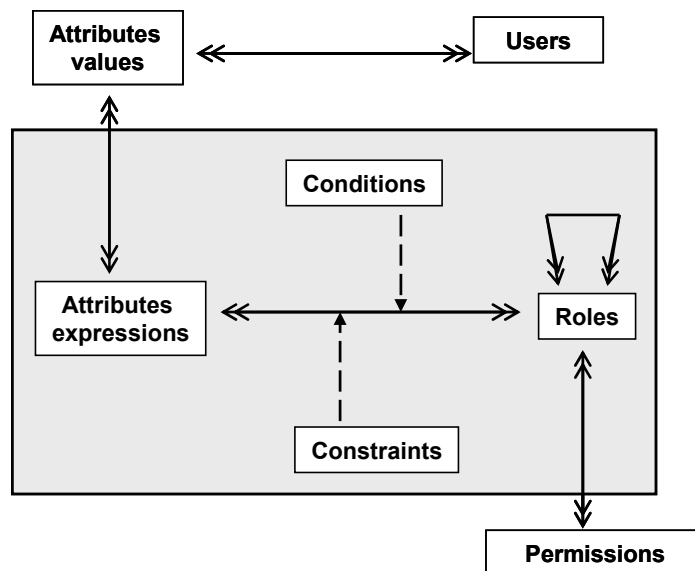 Attributes
values
Users
Conditions
Attributes
expressions
Roles
Constraints
Permissions